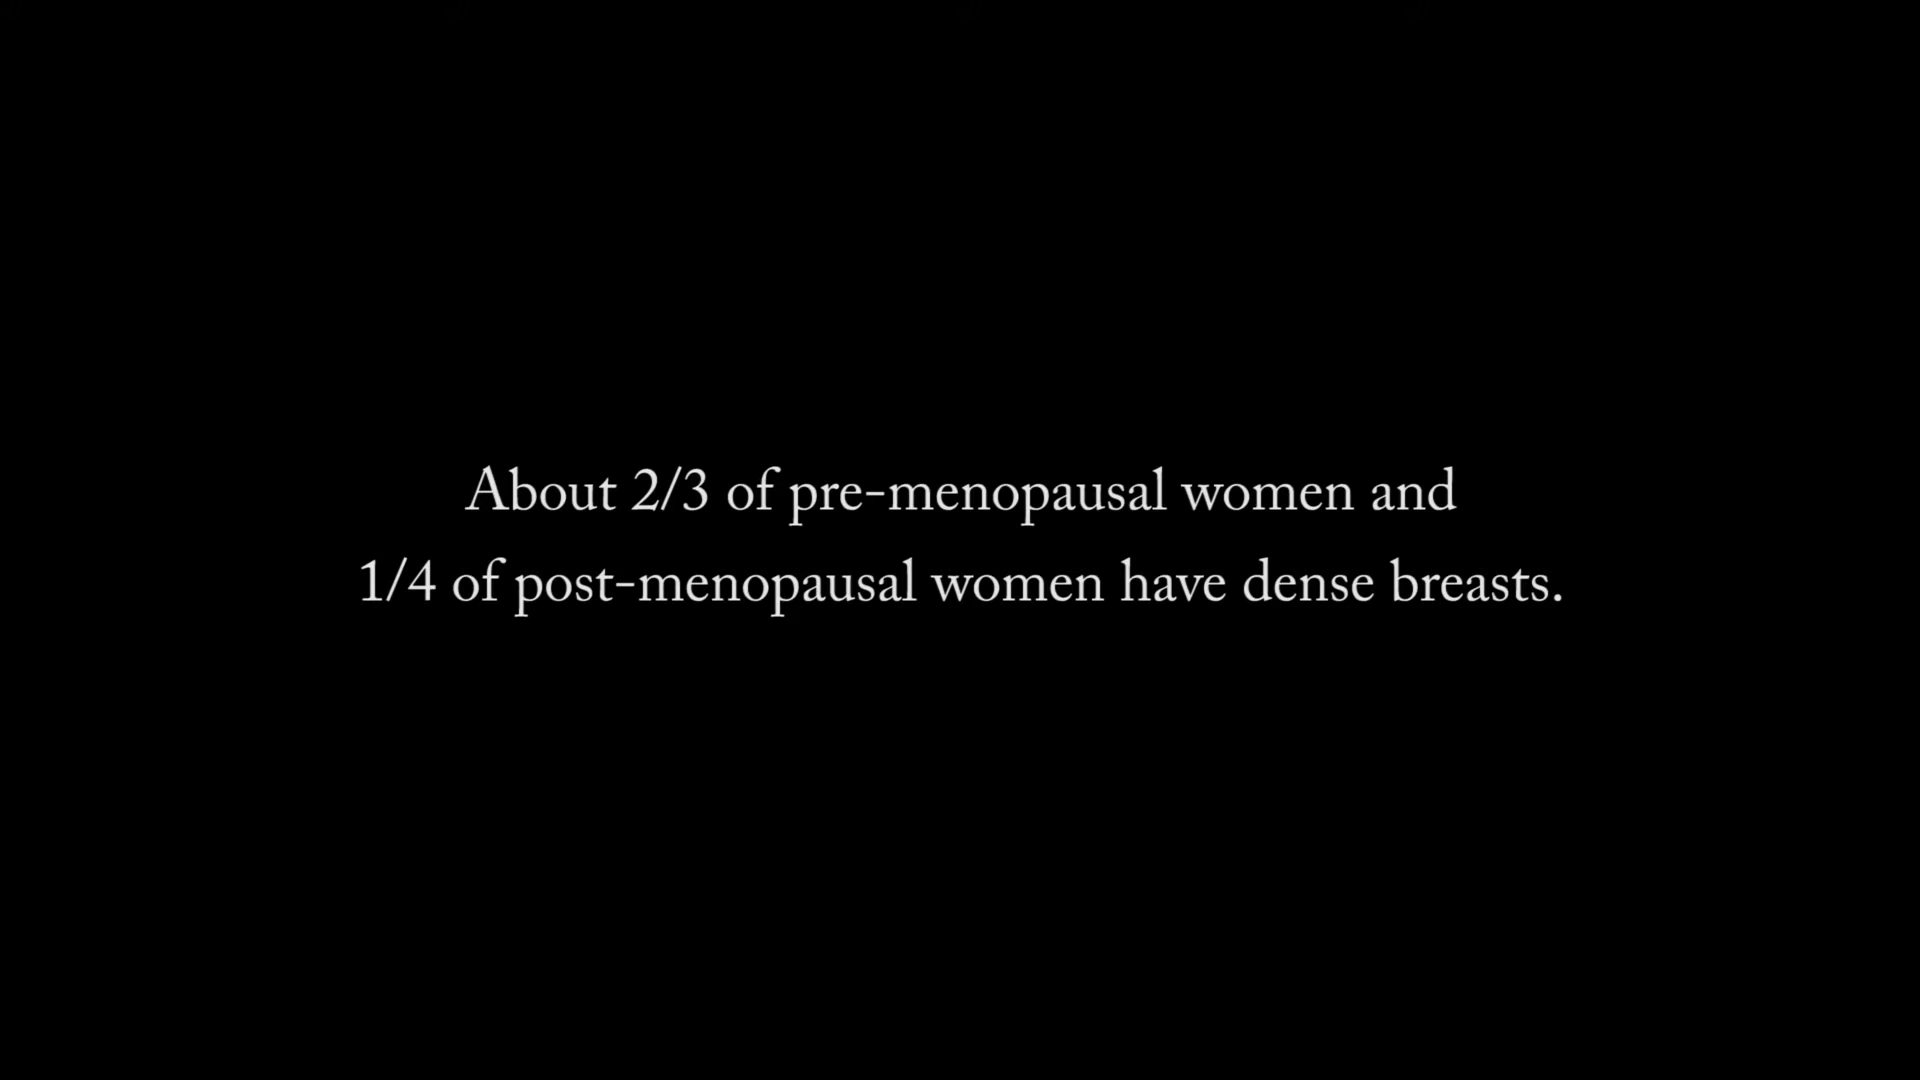 About 2/3 of pre-menopausal women and
1/4 of post-menopausal women have dense breasts.